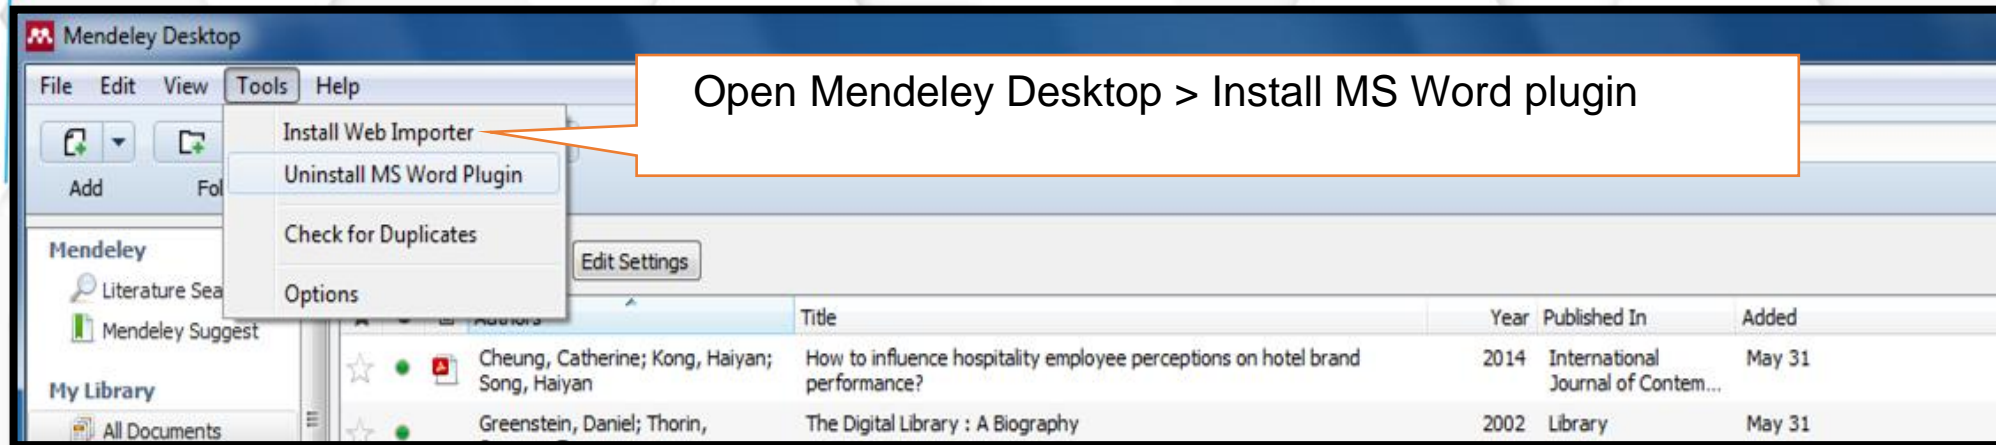 Mendeley Desktop
File Edit View Tools Help
Open Mendeley Desktop > Install MS Word plugin
Install Web Importer
Uninstall MS Word Plugin
Check for Duplicates
Options
Add Fol
Edit Settings
Mendeley
Literature Sea
Mendeley Suggest
My Library
All Documents
Authors Title Year Published In Added
Cheung, Catherine; Kong, Haiyan; How to influence hospitality employee perceptions on hotel brand 2014 International May 31
Song, Haiyan performance? Journal of Contem...
Greenstein, Daniel; Thorin, The Digital Library : A Biography 2002 Library May 31